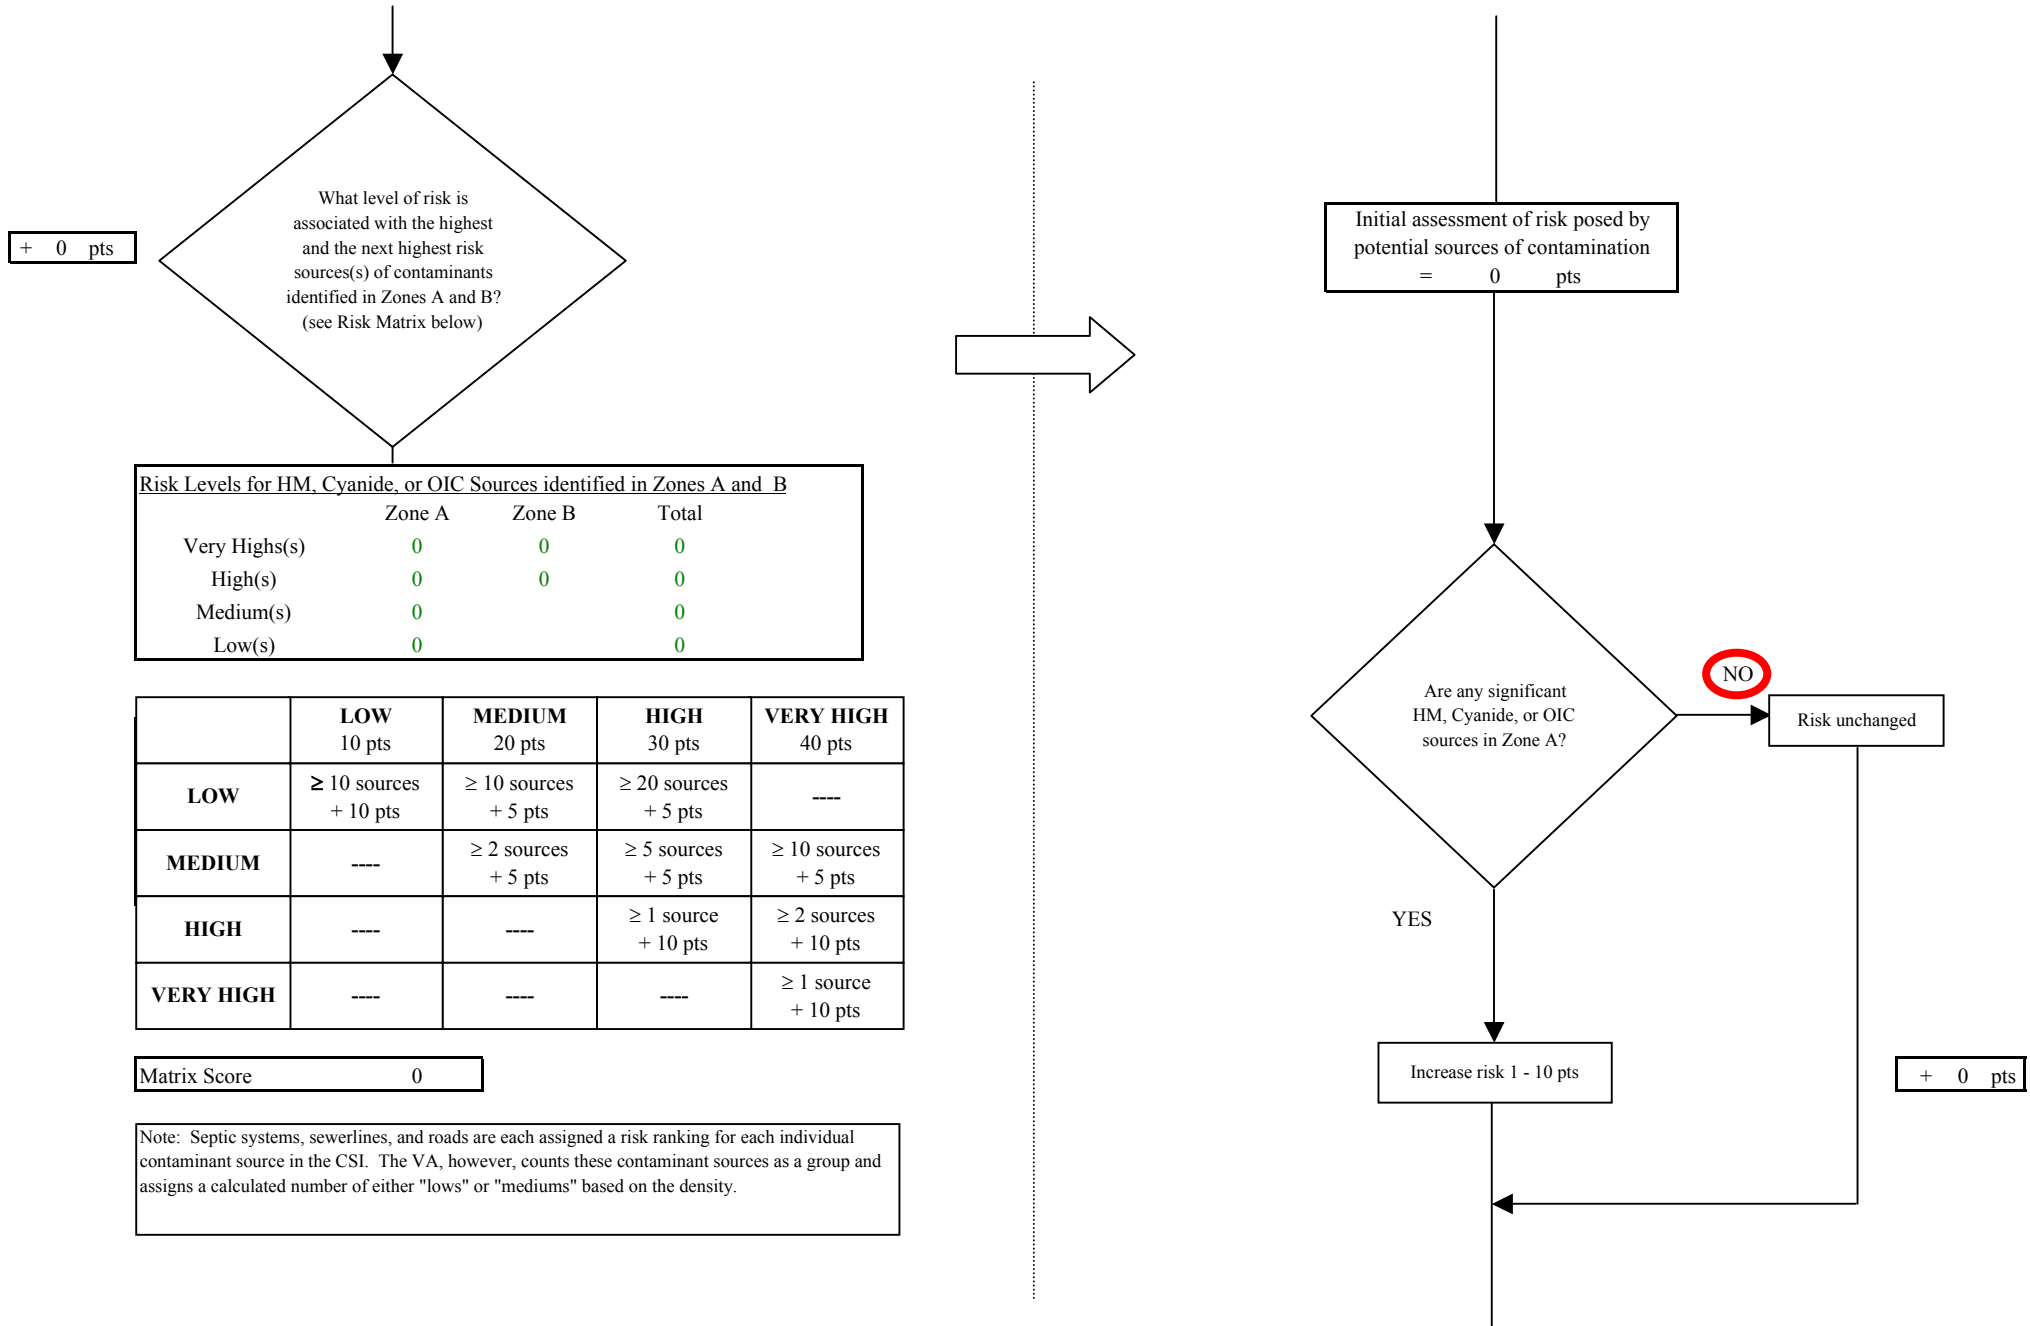 + 0 pts
What level of risk is
associated with the highest
and the next highest risk
sources(s) of contaminants
identified in Zones A and B?
(see Risk Matrix below)
Risk Levels for HM, Cyanide, or OIC Sources identified in Zones A and B
Zone A Zone B Total
Very Highs(s) 0 0 0
High(s) 0 0 0
Medium(s) 0 0
Low(s) 0 0
LOW MEDIUM HIGH VERY HIGH
10 pts 20 pts 30 pts 40 pts
LOW ≥ 10 sources ≥ 10 sources ≥ 20 sources ----
+ 10 pts + 5 pts + 5 pts
MEDIUM ---- ≥ 2 sources ≥ 5 sources ≥ 10 sources
+ 5 pts + 5 pts + 5 pts
HIGH ---- ---- ≥ 1 source ≥ 2 sources
+ 10 pts + 10 pts
VERY HIGH ---- ---- ---- ≥ 1 source
+ 10 pts
Matrix Score 0
Note: Septic systems, sewerlines, and roads are each assigned a risk ranking for each individual
contaminant source in the CSI. The VA, however, counts these contaminant sources as a group and
assigns a calculated number of either "lows" or "mediums" based on the density.
Initial assessment of risk posed by
potential sources of contamination
= 0 pts
Are any significant
HM, Cyanide, or OIC
sources in Zone A?
NO
Risk unchanged
YES
Increase risk 1 - 10 pts
+ 0 pts